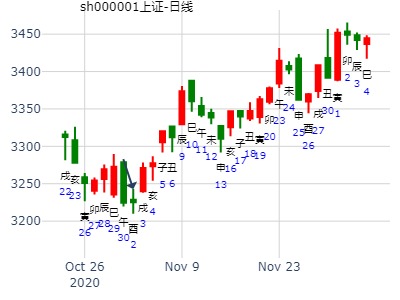 sh000001上证-日线
3450
3400
3350
3300
3250
3200
戌 22
亥 23
寅 26
卯 27
辰 28
巳 29
午 30
酉 2
戌 3
亥 4
子 5
丑 6
辰 9
巳 10
午 11
未 12
申 13
亥 16
子 17
丑 18
寅 19
卯 20
午 23
未 24
申 25
酉 26
戌 27
丑 30
寅 1
卯 2
辰 3
巳 4
Oct 26 Nov 9 Nov 23
2020